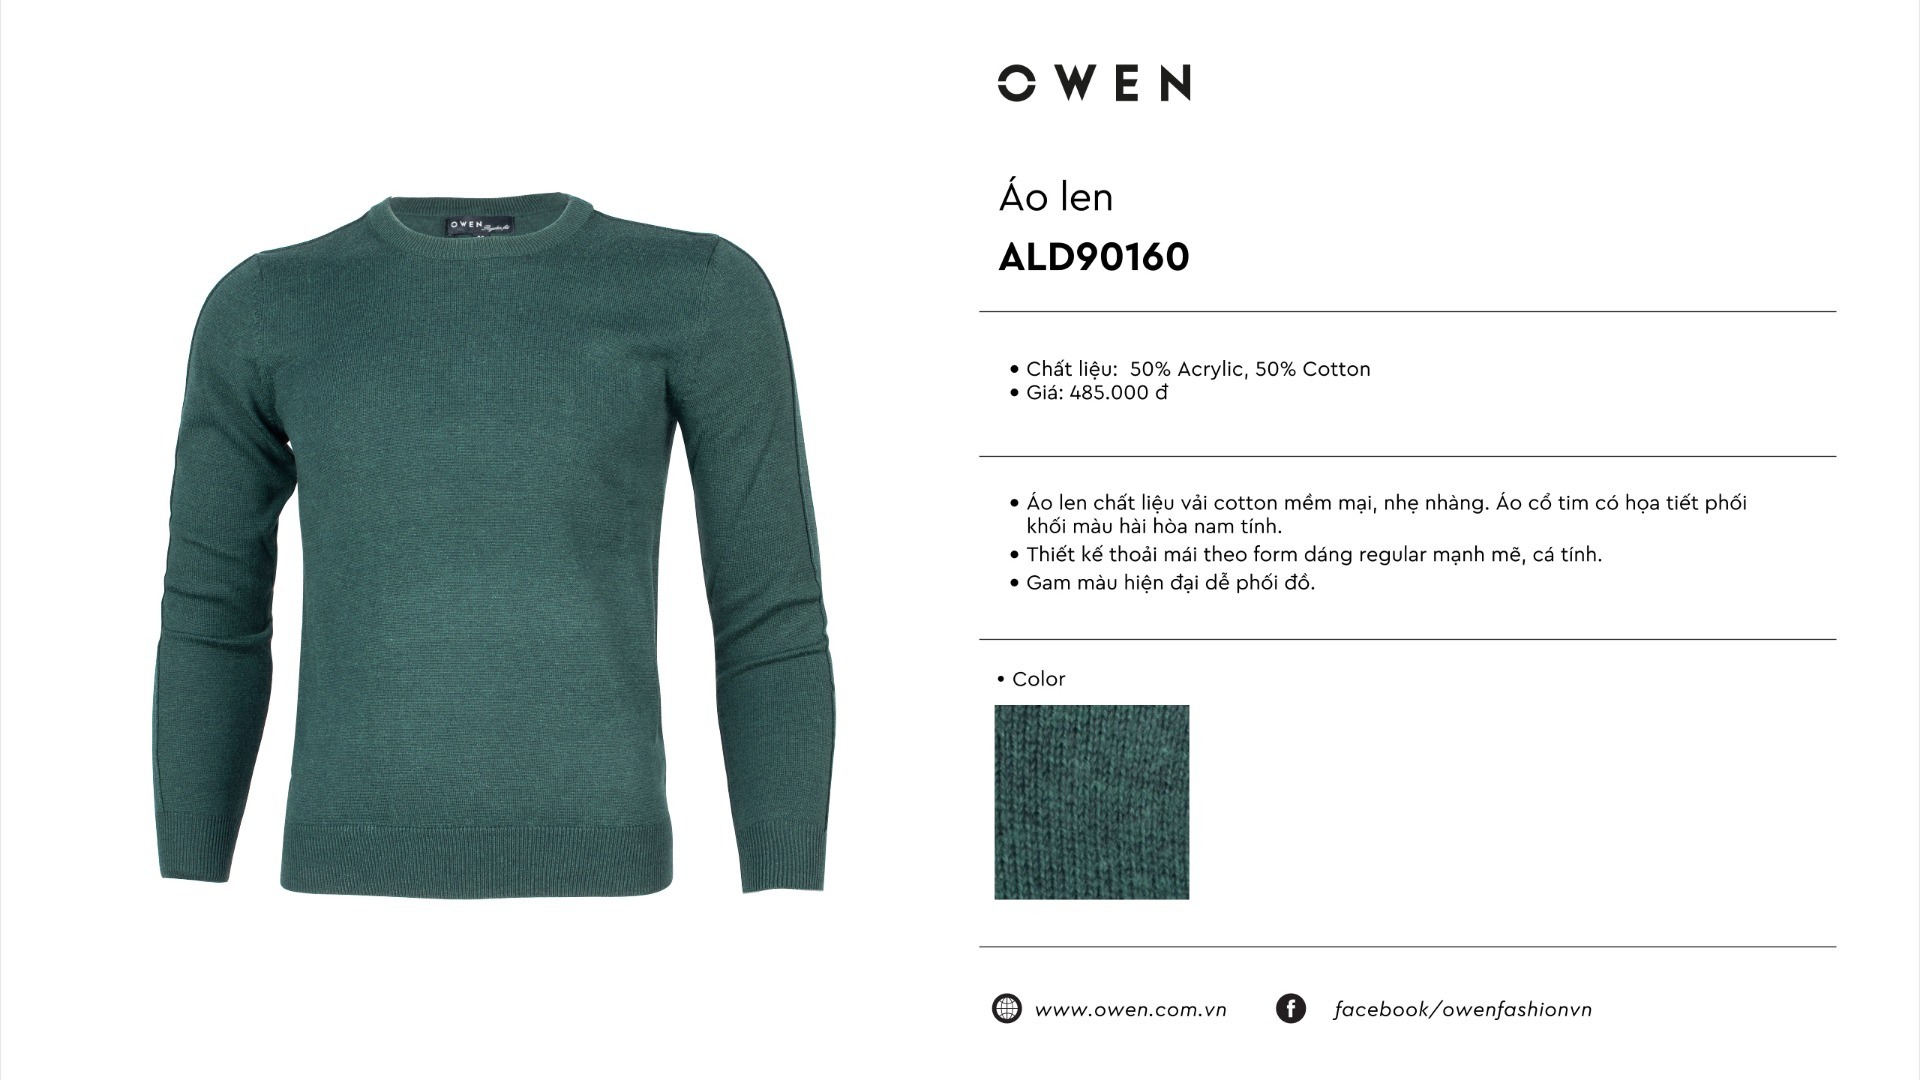 OWEN
Áo len
ALD90160
OWEN Regular fit
• Chất liệu:  50% Acrylic, 50% Cotton
• Giá: 485.000 đ
• Áo len chất liệu vải cotton mềm mại, nhẹ nhàng. Áo cổ tim có họa tiết phối
khối màu hài hòa nam tính.
• Thiết kế thoải mái theo form dáng regular mạnh mẽ, cá tính.
• Gam màu hiện đại dễ phối đồ.
• Color
www.owen.com.vn
facebook/owenfashionvn